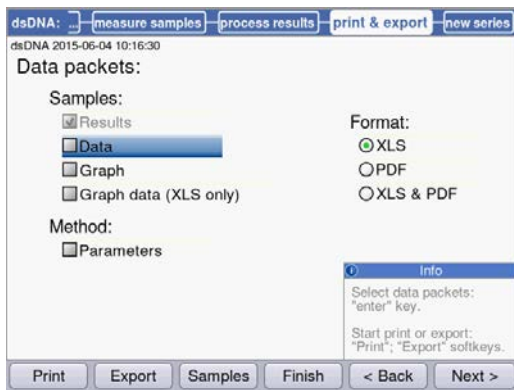 dsDNA: ... measure samples process results print & export new series
dsDNA 2015-06-04 10:16:30
Data packets:
Samples:
Results
Format:
Data
XLS
Graph
PDF
Graph data (XLS only)
XLS & PDF
Method:
Parameters
Info
Select data packets:
"enter" key.
Start print or export:
"Print"; "Export" softkeys.
Print Export Samples Finish < Back Next >